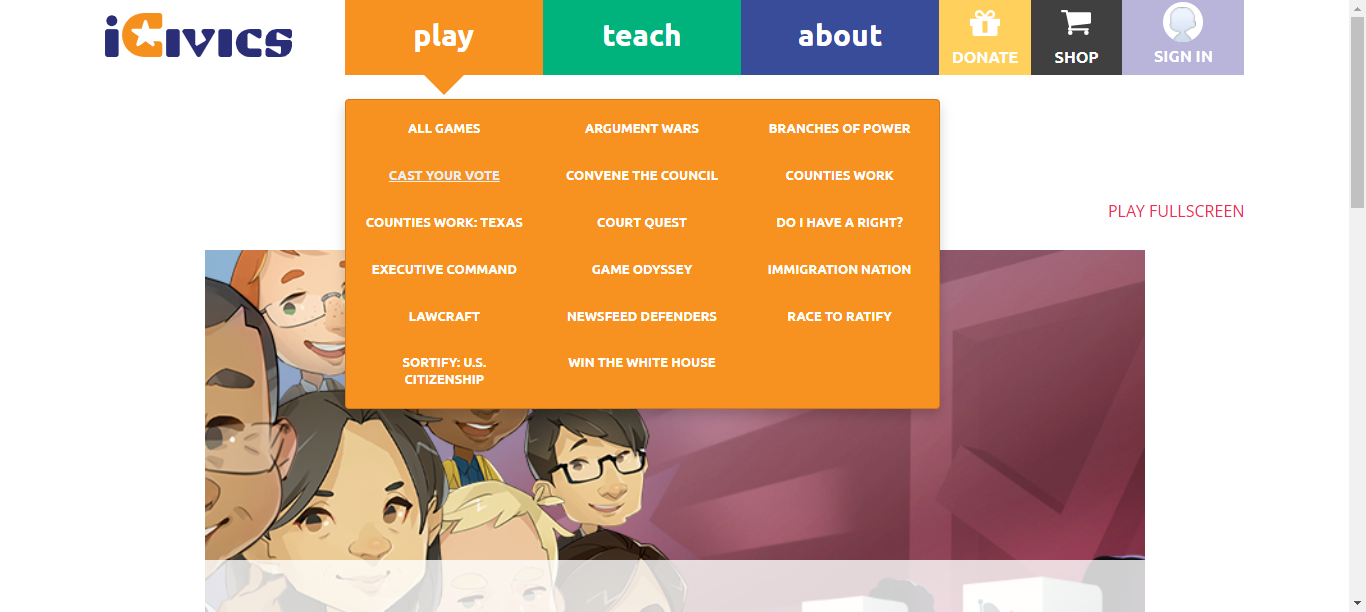 iCivics
play
teach
about
DONATE
SHOP
SIGN IN
ALL GAMES
ARGUMENT WARS
BRANCHES OF POWER
CAST YOUR VOTE
CONVENE THE COUNCIL
COUNTIES WORK
COUNTIES WORK: TEXAS
COURT QUEST
DO I HAVE A RIGHT?
EXECUTIVE COMMAND
GAME ODYSSEY
IMMIGRATION NATION
LAWCRAFT
NEWSFEED DEFENDERS
RACE TO RATIFY
SORTIFY: U.S.
CITIZENSHIP
WIN THE WHITE HOUSE
PLAY FULLSCREEN